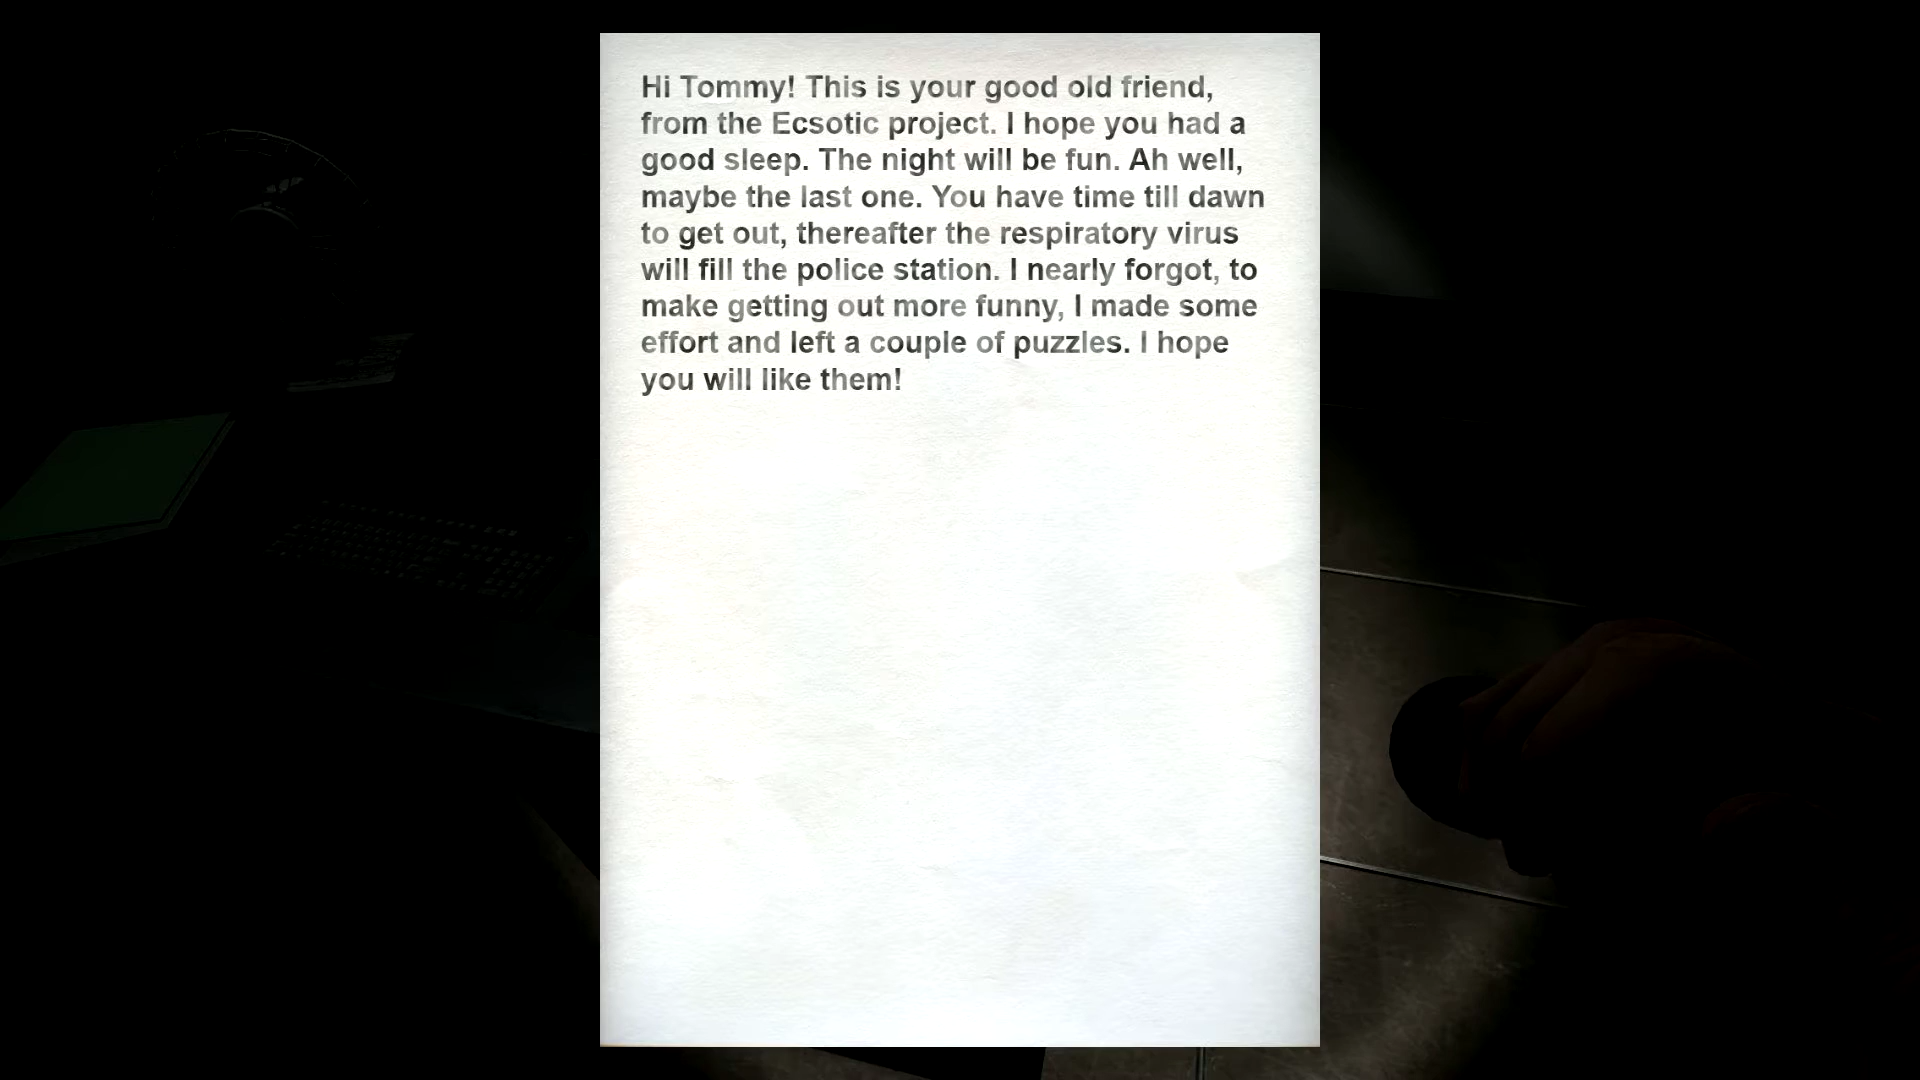 Hi Tommy! This is your good old friend,
from the Ecsotic project. I hope you had a
good sleep. The night will be fun. Ah well,
maybe the last one. You have time till dawn
to get out, thereafter the respiratory virus
will fill the police station. I nearly forgot, to
make getting out more funny, I made some
effort and left a couple of puzzles. I hope
you will like them!